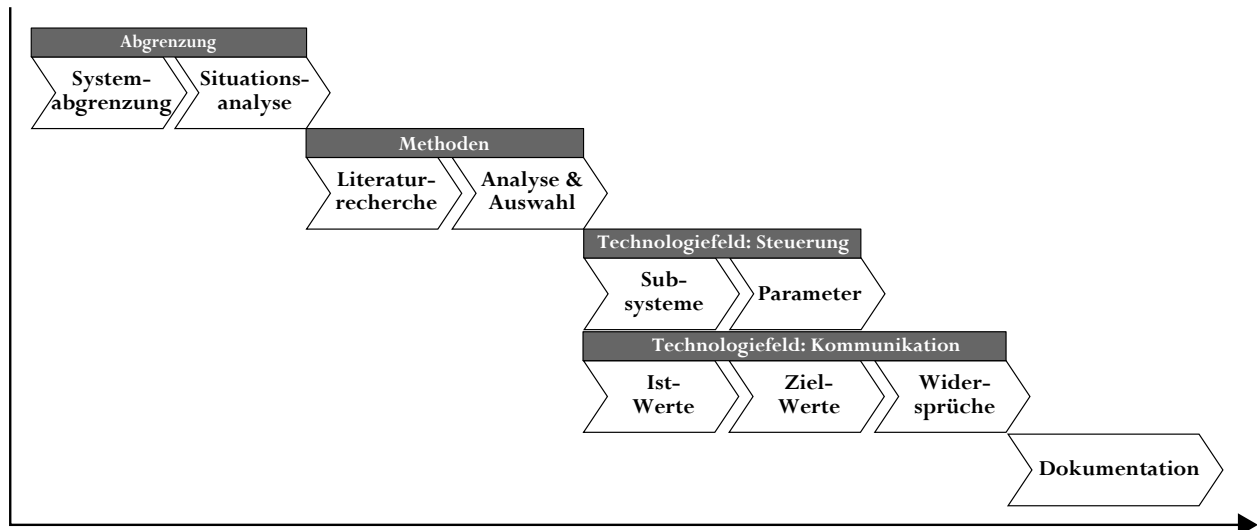 Abgrenzung
System-
abgrenzung
Situations-
analyse
Methoden
Literatur-
recherche
Analyse &
Auswahl
Technologiefeld: Steuerung
Sub-
systeme
Parameter
Technologiefeld: Kommunikation
Ist-
Werte
Ziel-
Werte
Wider-
sprüche
Dokumentation